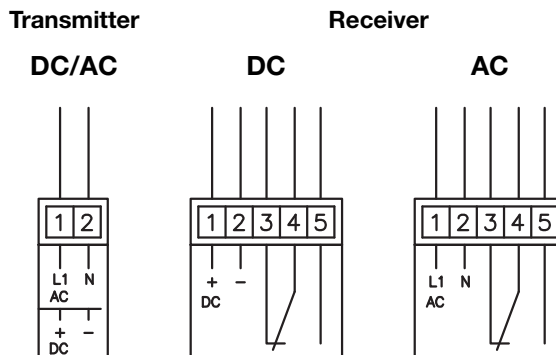 Transmitter Receiver
DC/AC DC AC
1 2 1 2 3 4 5 1 2 3 4 5
L1 N + − L1 N
AC DC AC
+ −
DC